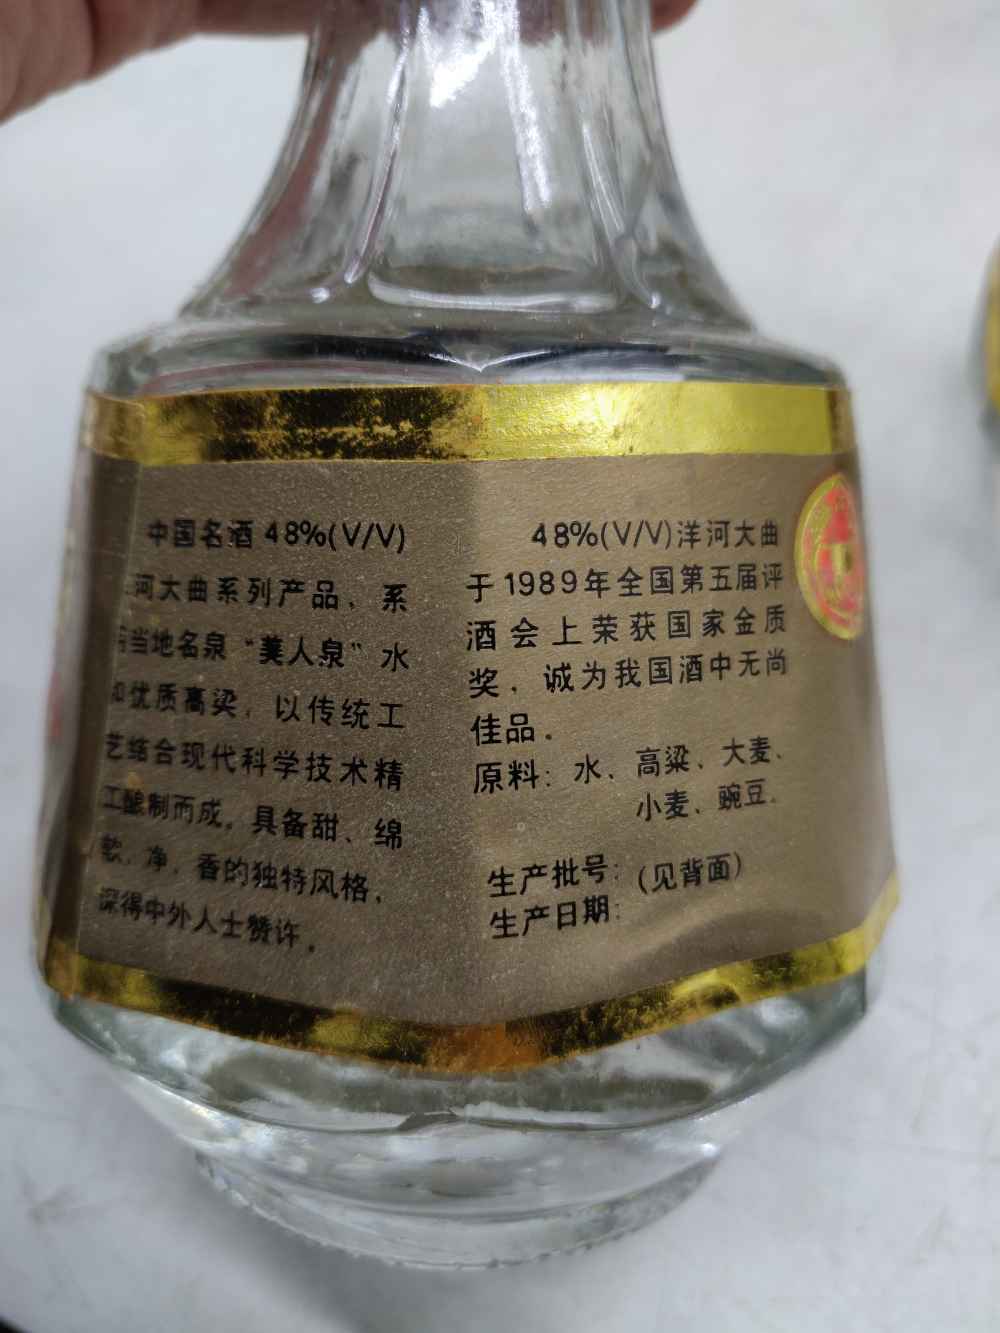 中国名酒48%(V/V)
河大曲系列产品，系
当地名泉“美人泉”水
和优质高粱，以传统工
艺结合现代科学技术精
工酿制而成。具备甜、绵
软、净、香的独特风格，
深得中外人士赞许。
48%(V/V)洋河大曲
于1989年全国第五届评
酒会上荣获国家金质
奖，诚为我国酒中无尚
佳品。
原料：水、高粱、大麦、
小麦、豌豆。
生产批号：(见背面)
生产日期：